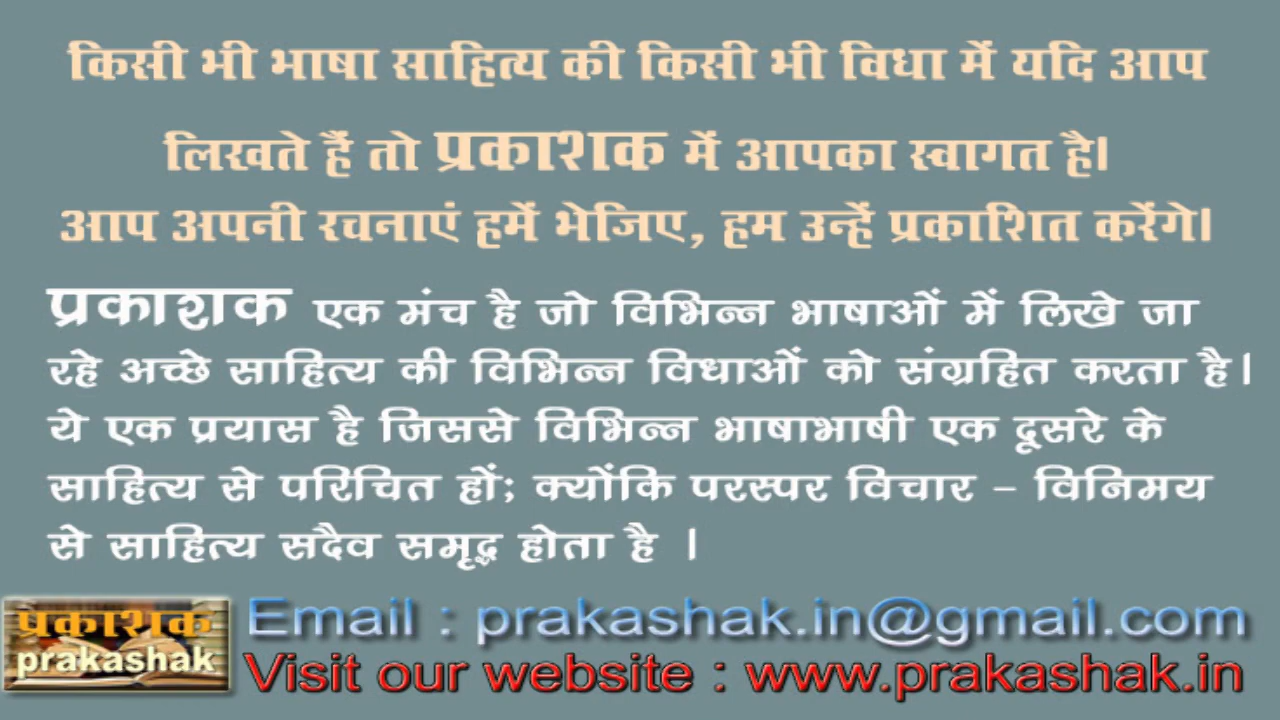 किसी भी भाषा साहित्य की किसी भी विधा में यदि आप
लिखते हैं तो प्रकाशक में आपका स्वागत है।
आप अपनी रचनाएं हमें भेजिए, हम उन्हें प्रकाशित करेंगे।
प्रकाशक एक मंच है जो विभिन्न भाषाओं में लिखे जा
रहे अच्छे साहित्य की विभिन्न विधाओं को संग्रहित करता है।
ये एक प्रयास है जिससे विभिन्न भाषाभाषी एक दूसरे के
साहित्य से परिचित हों; क्योंकि परस्पर विचार – विनिमय
से साहित्य सदैव समृद्ध होता है ।
प्रकाशक
prakashak
Email : prakashak.in@gmail.com
Visit our website : www.prakashak.in